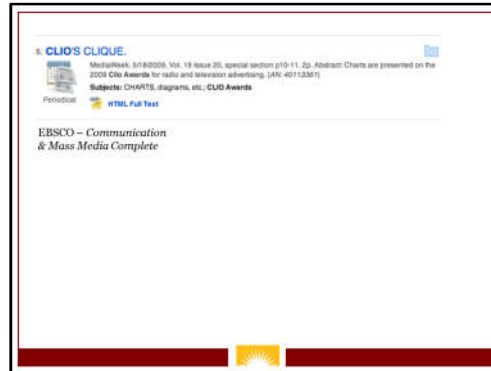 5. CLIO'S CLIQUE.
MediaWeek. 5/18/2009, Vol. 19 Issue 20, special section p10-11, 2p. Abstract: Charts are presented on the
2009 Clio Awards for radio and television advertising. (AN: 40113381)
Subjects: CHARTS, diagrams, etc.; CLIO Awards
Periodical
HTML Full Text
EBSCO – Communication
& Mass Media Complete